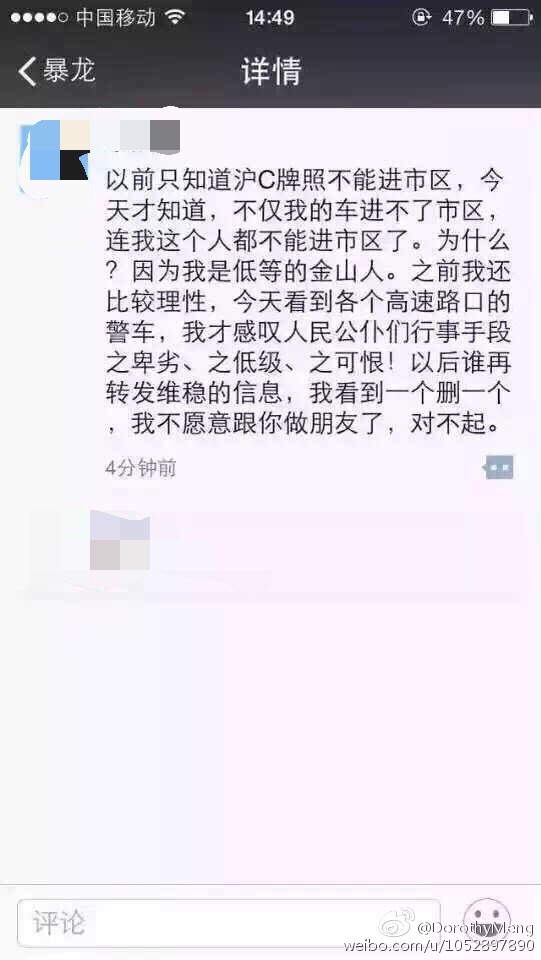 中国移动 14:49 47%
暴龙 详情
以前只知道沪C牌照不能进市区，今
天才知道，不仅我的车进不了市区，
连我这个人都不能进市区了。为什么
？因为我是低等的金山人。之前我还
比较理性，今天看到各个高速路口的
警车，我才感叹人民公仆们行事手段
之卑劣、之低级、之可恨！以后谁再
转发维稳的信息，我看到一个删一个
，我不愿意跟你做朋友了，对不起。
4分钟前
评论
@DorothyMeng
weibo.com/u/1052897890